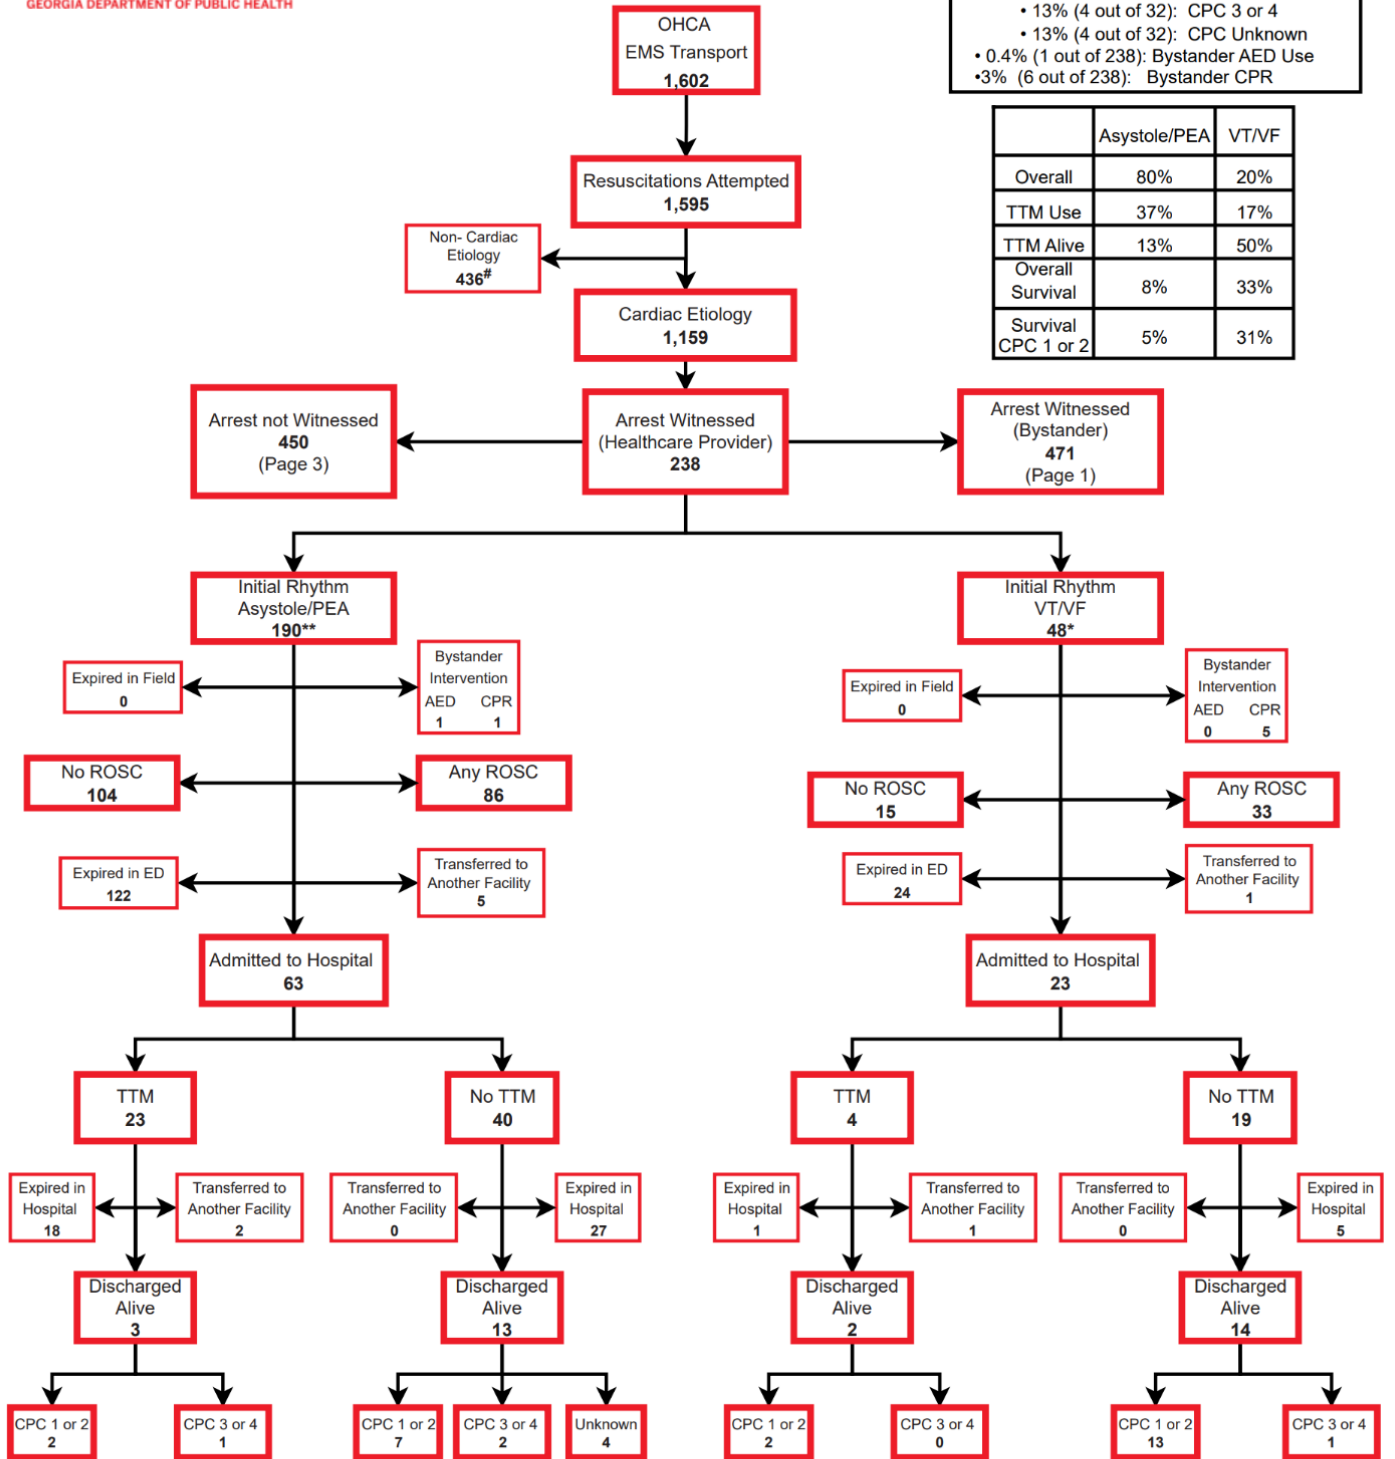 GEORGIA DEPARTMENT OF PUBLIC HEALTH
• 13% (4 out of 32): CPC 3 or 4
• 13% (4 out of 32): CPC Unknown
• 0.4% (1 out of 238): Bystander AED Use
•3% (6 out of 238): Bystander CPR
OHCA
EMS Transport
1,602
Asystole/PEA VT/VF
Overall 80% 20%
TTM Use 37% 17%
TTM Alive 13% 50%
Overall
Survival 8% 33%
Survival
CPC 1 or 2 5% 31%
Resuscitations Attempted
1,595
Non- Cardiac
Etiology
436#
Cardiac Etiology
1,159
Arrest not Witnessed
450
(Page 3)
Arrest Witnessed
(Healthcare Provider)
238
Arrest Witnessed
(Bystander)
471
(Page 1)
Initial Rhythm
Asystole/PEA
190**
Expired in Field
0
Bystander
Intervention
AED CPR
1 1
No ROSC
104
Any ROSC
86
Expired in ED
122
Transferred to
Another Facility
5
Admitted to Hospital
63
Initial Rhythm
VT/VF
48*
Expired in Field
0
Bystander
Intervention
AED CPR
0 5
No ROSC
15
Any ROSC
33
Expired in ED
24
Transferred to
Another Facility
1
Admitted to Hospital
23
TTM
23
No TTM
40
TTM
4
No TTM
19
Expired in
Hospital
18
Transferred to
Another Facility
2
Transferred to
Another Facility
0
Expired in
Hospital
27
Expired in
Hospital
1
Transferred to
Another Facility
1
Transferred to
Another Facility
0
Expired in
Hospital
5
Discharged
Alive
3
Discharged
Alive
13
Discharged
Alive
2
Discharged
Alive
14
CPC 1 or 2
2
CPC 3 or 4
1
CPC 1 or 2
7
CPC 3 or 4
2
Unknown
4
CPC 1 or 2
2
CPC 3 or 4
0
CPC 1 or 2
13
CPC 3 or 4
1